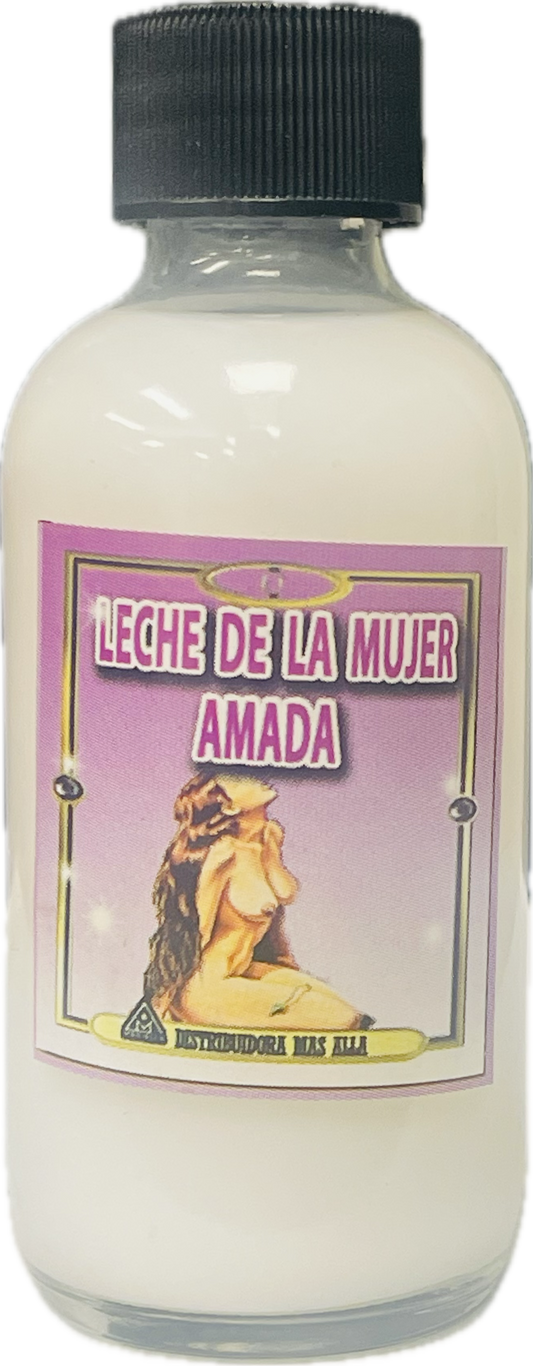 LECHE DE LA MUJER
AMADA
DISTRIBUIDORA MAS ALLA